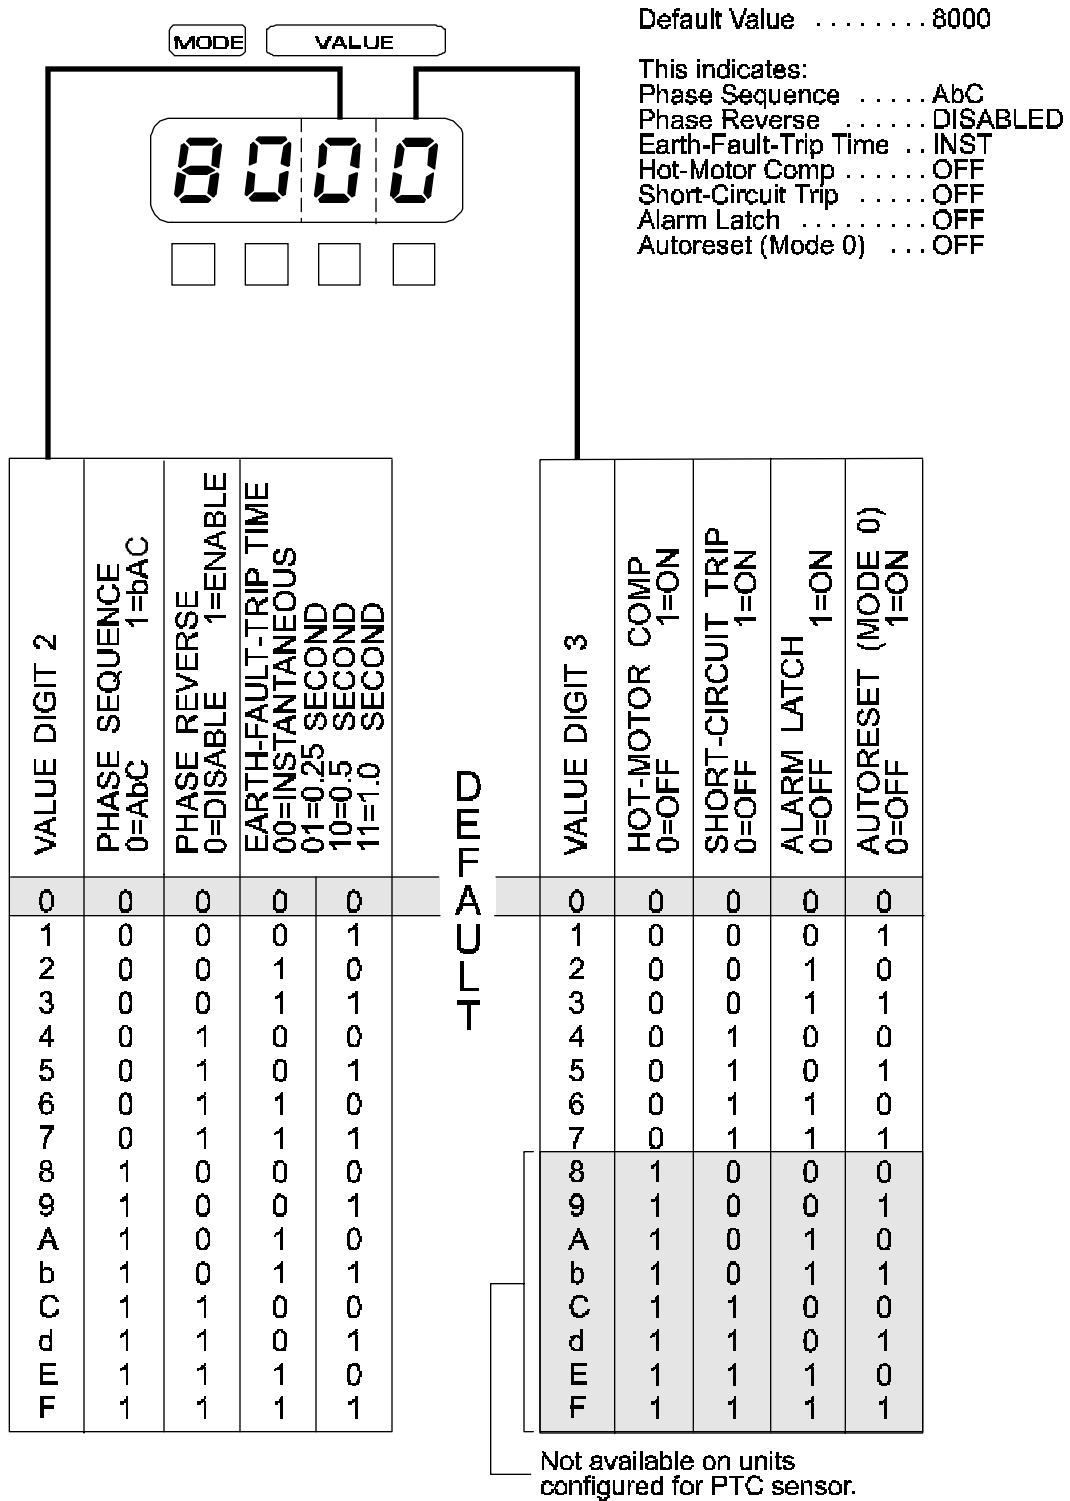 Default Value ........ 8000
This indicates:
Phase Sequence ..... AbC
Phase Reverse ...... DISABLED
Earth-Fault-Trip Time .. INST
Hot-Motor Comp ...... OFF
Short-Circuit Trip ..... OFF
Alarm Latch ......... OFF
Autoreset (Mode 0) ... OFF
MODE VALUE
8000
VALUE DIGIT 2
PHASE SEQUENCE
0=AbC 1=bAC
PHASE REVERSE
0=DISABLE 1=ENABLE
EARTH-FAULT-TRIP TIME
00=INSTANTANEOUS
01=0.25 SECOND
10=0.5 SECOND
11=1.0 SECOND
0 0 0 0 0
1 0 0 0 1
2 0 0 1 0
3 0 0 1 1
4 0 1 0 0
5 0 1 0 1
6 0 1 1 0
7 0 1 1 1
8 1 0 0 0
9 1 0 0 1
A 1 0 1 0
b 1 0 1 1
C 1 1 0 0
d 1 1 0 1
E 1 1 1 0
F 1 1 1 1
DEFAULT
VALUE DIGIT 3
HOT-MOTOR COMP
0=OFF 1=ON
SHORT-CIRCUIT TRIP
0=OFF 1=ON
ALARM LATCH
0=OFF 1=ON
AUTORESET (MODE 0)
0=OFF 1=ON
0 0 0 0 0
1 0 0 0 1
2 0 0 1 0
3 0 0 1 1
4 0 1 0 0
5 0 1 0 1
6 0 1 1 0
7 0 1 1 1
8 1 0 0 0
9 1 0 0 1
A 1 0 1 0
b 1 0 1 1
C 1 1 0 0
d 1 1 0 1
E 1 1 1 0
F 1 1 1 1
Not available on units
configured for PTC sensor.